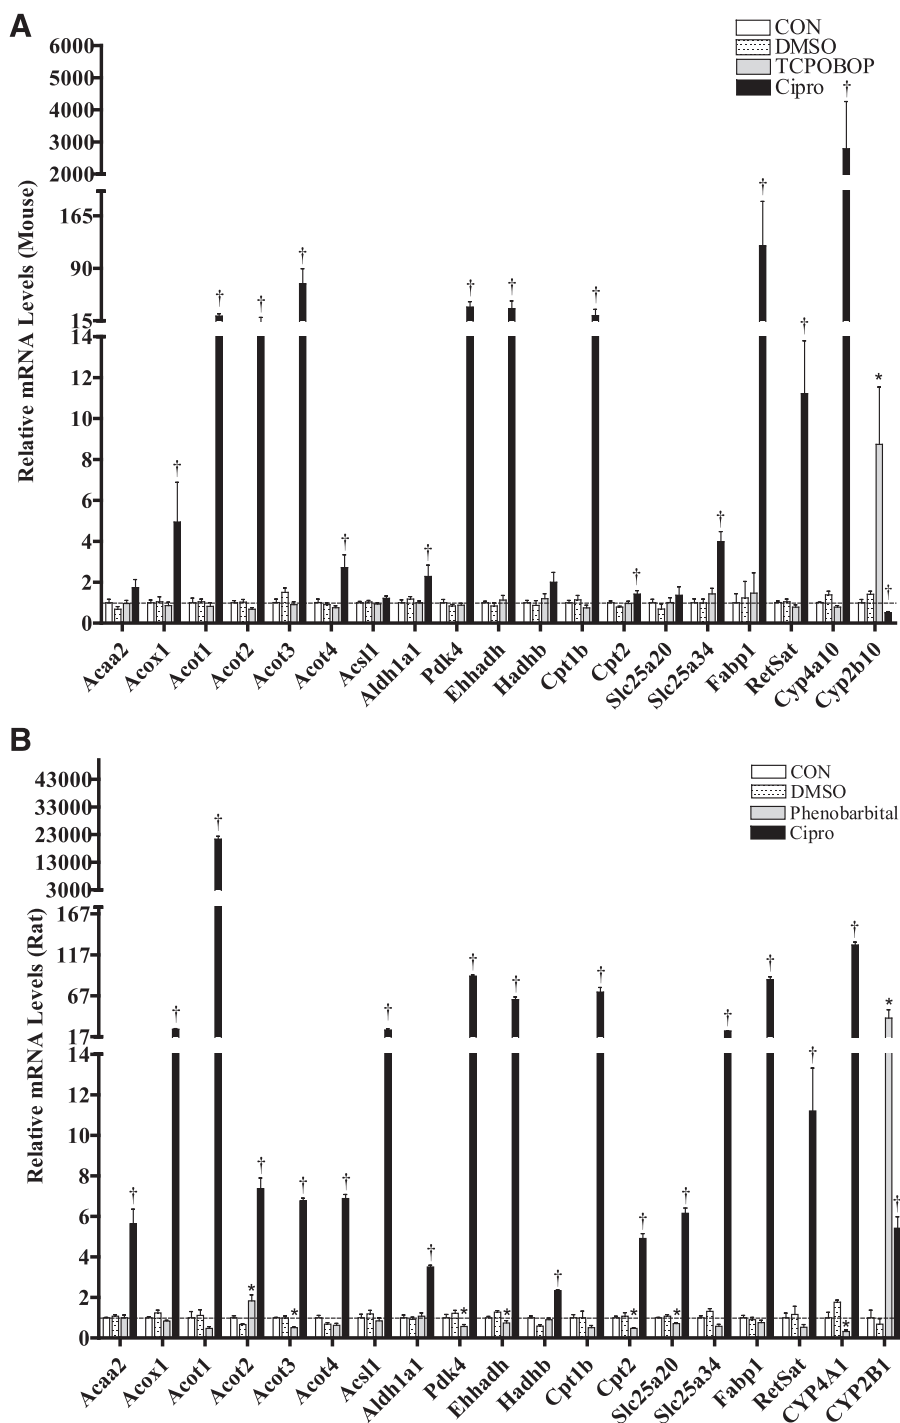 A
CON
DMSO
TCPOBOP
Cipro
Relative mRNA Levels (Mouse)
6000
5000
4000
3000
2000
165
90
15
14
12
10
8
6
4
2
0
† † † † † † † † † † † † † † * †
Acaa2 Acox1 Acot1 Acot2 Acot3 Acot4 Acsl1 Aldh1a1 Pdk4 Ehhadh Hadhb Cpt1b Cpt2 Slc25a20 Slc25a34 Fabp1 RetSat Cyp4a10 Cyp2b10
B
CON
DMSO
Phenobarbital
Cipro
Relative mRNA Levels (Rat)
43000
33000
23000
13000
3000
167
117
67
17
14
12
10
8
6
4
2
0
† † † * † * † † † † * † * † † † * † * † † † † * † * †
Acaa2 Acox1 Acot1 Acot2 Acot3 Acot4 Acsl1 Aldh1a1 Pdk4 Ehhadh Hadhb Cpt1b Cpt2 Slc25a20 Slc25a34 Fabp1 RetSat CYP4A1 CYP2B1